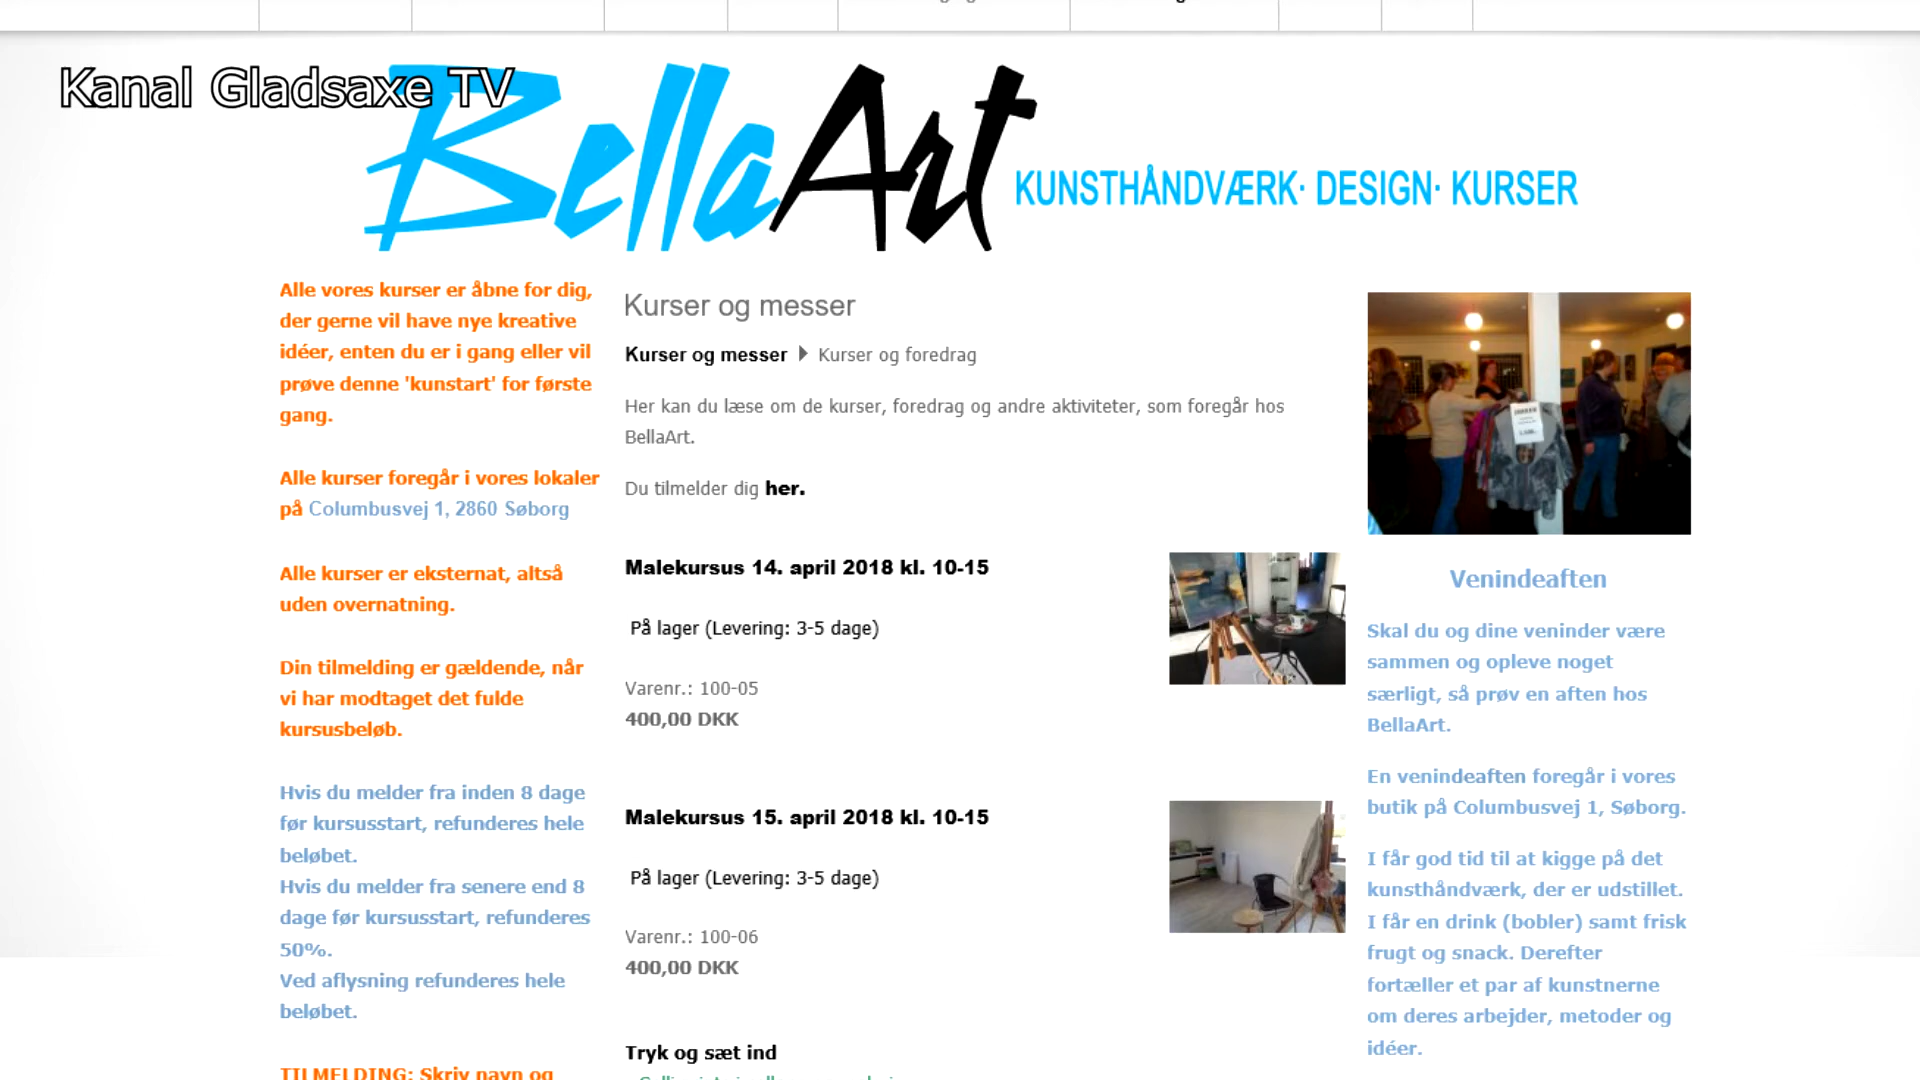 Kanal Gladsaxe TV
BellaArt
KUNSTHÅNDVÆRK· DESIGN· KURSER
Alle vores kurser er åbne for dig,
der gerne vil have nye kreative
idéer, enten du er i gang eller vil
prøve denne 'kunstart' for første
gang.
Alle kurser foregår i vores lokaler
på Columbusvej 1, 2860 Søborg
Alle kurser er eksternat, altså
uden overnatning.
Din tilmelding er gældende, når
vi har modtaget det fulde
kursusbeløb.
Hvis du melder fra inden 8 dage
før kursusstart, refunderes hele
beløbet.
Hvis du melder fra senere end 8
dage før kursusstart, refunderes
50%.
Ved aflysning refunderes hele
beløbet.
TILMELDING: Skriv navn og
Kurser og messer
Kurser og messer Kurser og foredrag
Her kan du læse om de kurser, foredrag og andre aktiviteter, som foregår hos
BellaArt.
Du tilmelder dig her.
Malekursus 14. april 2018 kl. 10-15
På lager (Levering: 3-5 dage)
Varenr.: 100-05
400,00 DKK
Malekursus 15. april 2018 kl. 10-15
På lager (Levering: 3-5 dage)
Varenr.: 100-06
400,00 DKK
Tryk og sæt ind
Venindeaften
Skal du og dine veninder være
sammen og opleve noget
særligt, så prøv en aften hos
BellaArt.
En venindeaften foregår i vores
butik på Columbusvej 1, Søborg.
I får god tid til at kigge på det
kunsthåndværk, der er udstillet.
I får en drink (bobler) samt frisk
frugt og snack. Derefter
fortæller et par af kunstnerne
om deres arbejder, metoder og
idéer.